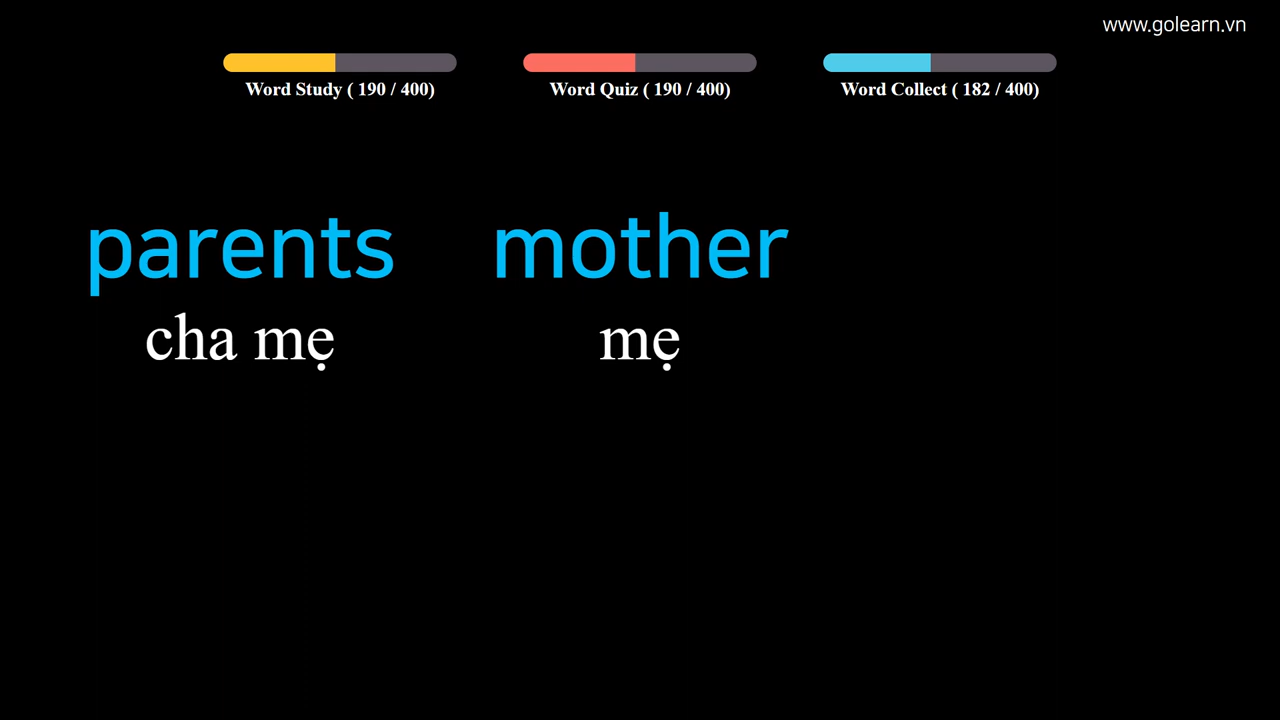 www.golearn.vn
Word Study ( 190 / 400)
Word Quiz ( 190 / 400)
Word Collect ( 182 / 400)
parents
cha mẹ
mother
mẹ